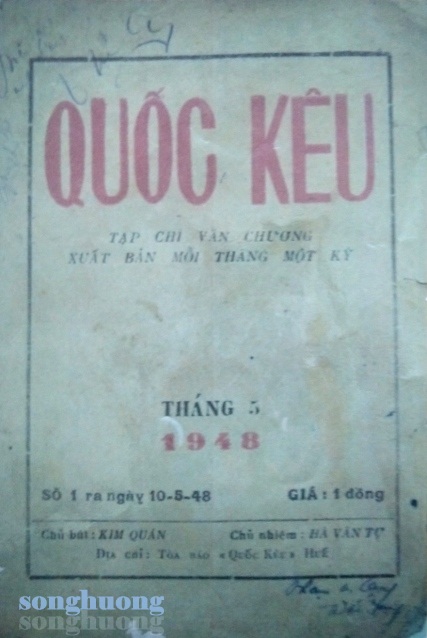 QUỐC KÊU
TẠP CHÍ VĂN CHƯƠNG
XUẤT BẢN MỖI THÁNG MỘT KỲ
THÁNG 5
1948
SỐ 1 ra ngày 10-5-48 GIÁ : 1 đồng
Chủ bút : KIM QUÁN Chủ nhiệm : HÀ VĂN TỰ
ĐỊA CHỈ : TÒA BÁO « QUỐC KÊU » HUẾ
songhuong